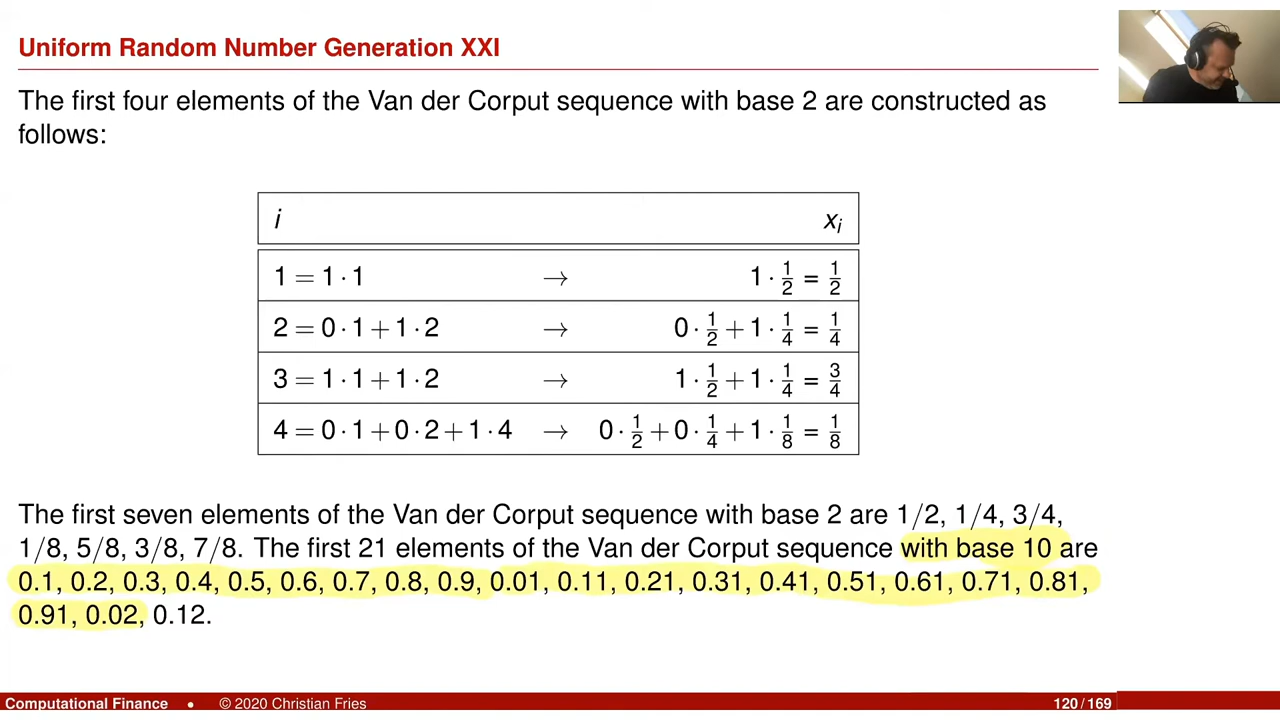 Uniform Random Number Generation XXI
The first four elements of the Van der Corput sequence with base 2 are constructed as
follows:
i xᵢ
1 = 1 · 1 → 1 · 1/2 = 1/2
2 = 0 · 1 + 1 · 2 → 0 · 1/2 + 1 · 1/4 = 1/4
3 = 1 · 1 + 1 · 2 → 1 · 1/2 + 1 · 1/4 = 3/4
4 = 0 · 1 + 0 · 2 + 1 · 4 → 0 · 1/2 + 0 · 1/4 + 1 · 1/8 = 1/8
The first seven elements of the Van der Corput sequence with base 2 are 1/2, 1/4, 3/4,
1/8, 5/8, 3/8, 7/8. The first 21 elements of the Van der Corput sequence with base 10 are
0.1, 0.2, 0.3, 0.4, 0.5, 0.6, 0.7, 0.8, 0.9, 0.01, 0.11, 0.21, 0.31, 0.41, 0.51, 0.61, 0.71, 0.81,
0.91, 0.02, 0.12.
Computational Finance • © 2020 Christian Fries 120 / 169